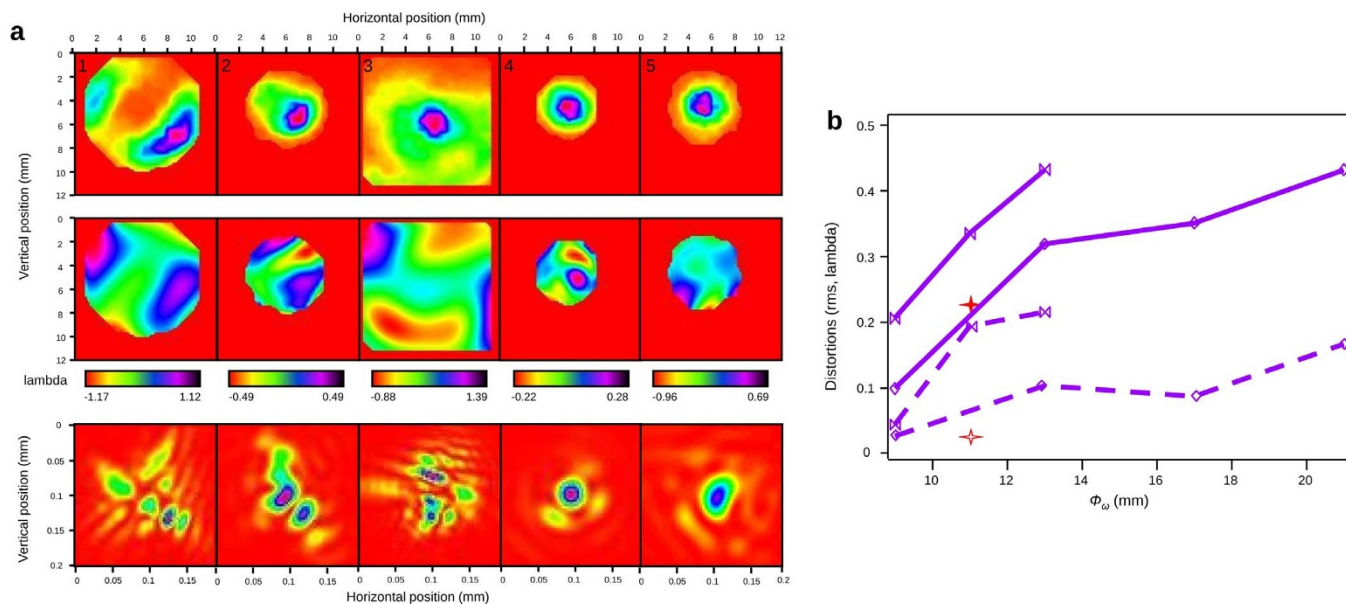 Horizontal position (mm)
a
0 2 4 6 8 10 0 2 4 6 8 10 0 2 4 6 8 10 0 2 4 6 8 10 0 2 4 6 8 10 12
1 2 3 4 5
0
2
4
6
8
10
12
Vertical position (mm)
0
2
4
6
8
10
12
lambda
-1.17 1.12 -0.49 0.49 -0.88 1.39 -0.22 0.28 -0.96 0.69
Vertical position (mm)
0
0.05
0.1
0.15
0.2
0 0.05 0.1 0.15 0 0.05 0.1 0.15 0 0.05 0.1 0.15 0 0.05 0.1 0.15 0 0.05 0.1 0.15 0.2
Horizontal position (mm)
b
Distortions (rms, lambda)
0.5
0.4
0.3
0.2
0.1
0
10 12 14 16 18 20
Φω (mm)